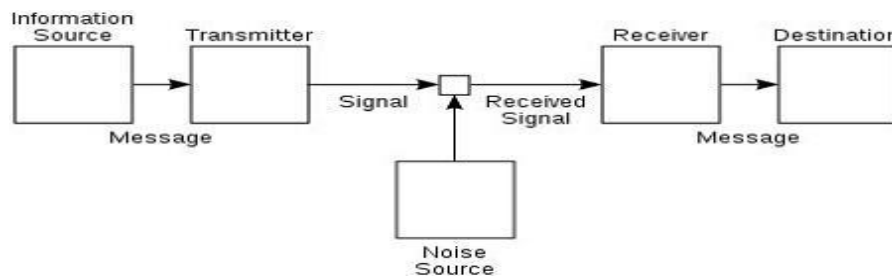 Information
Source
Transmitter
Receiver
Destination
Signal
Received
Signal
Message
Message
Noise
Source